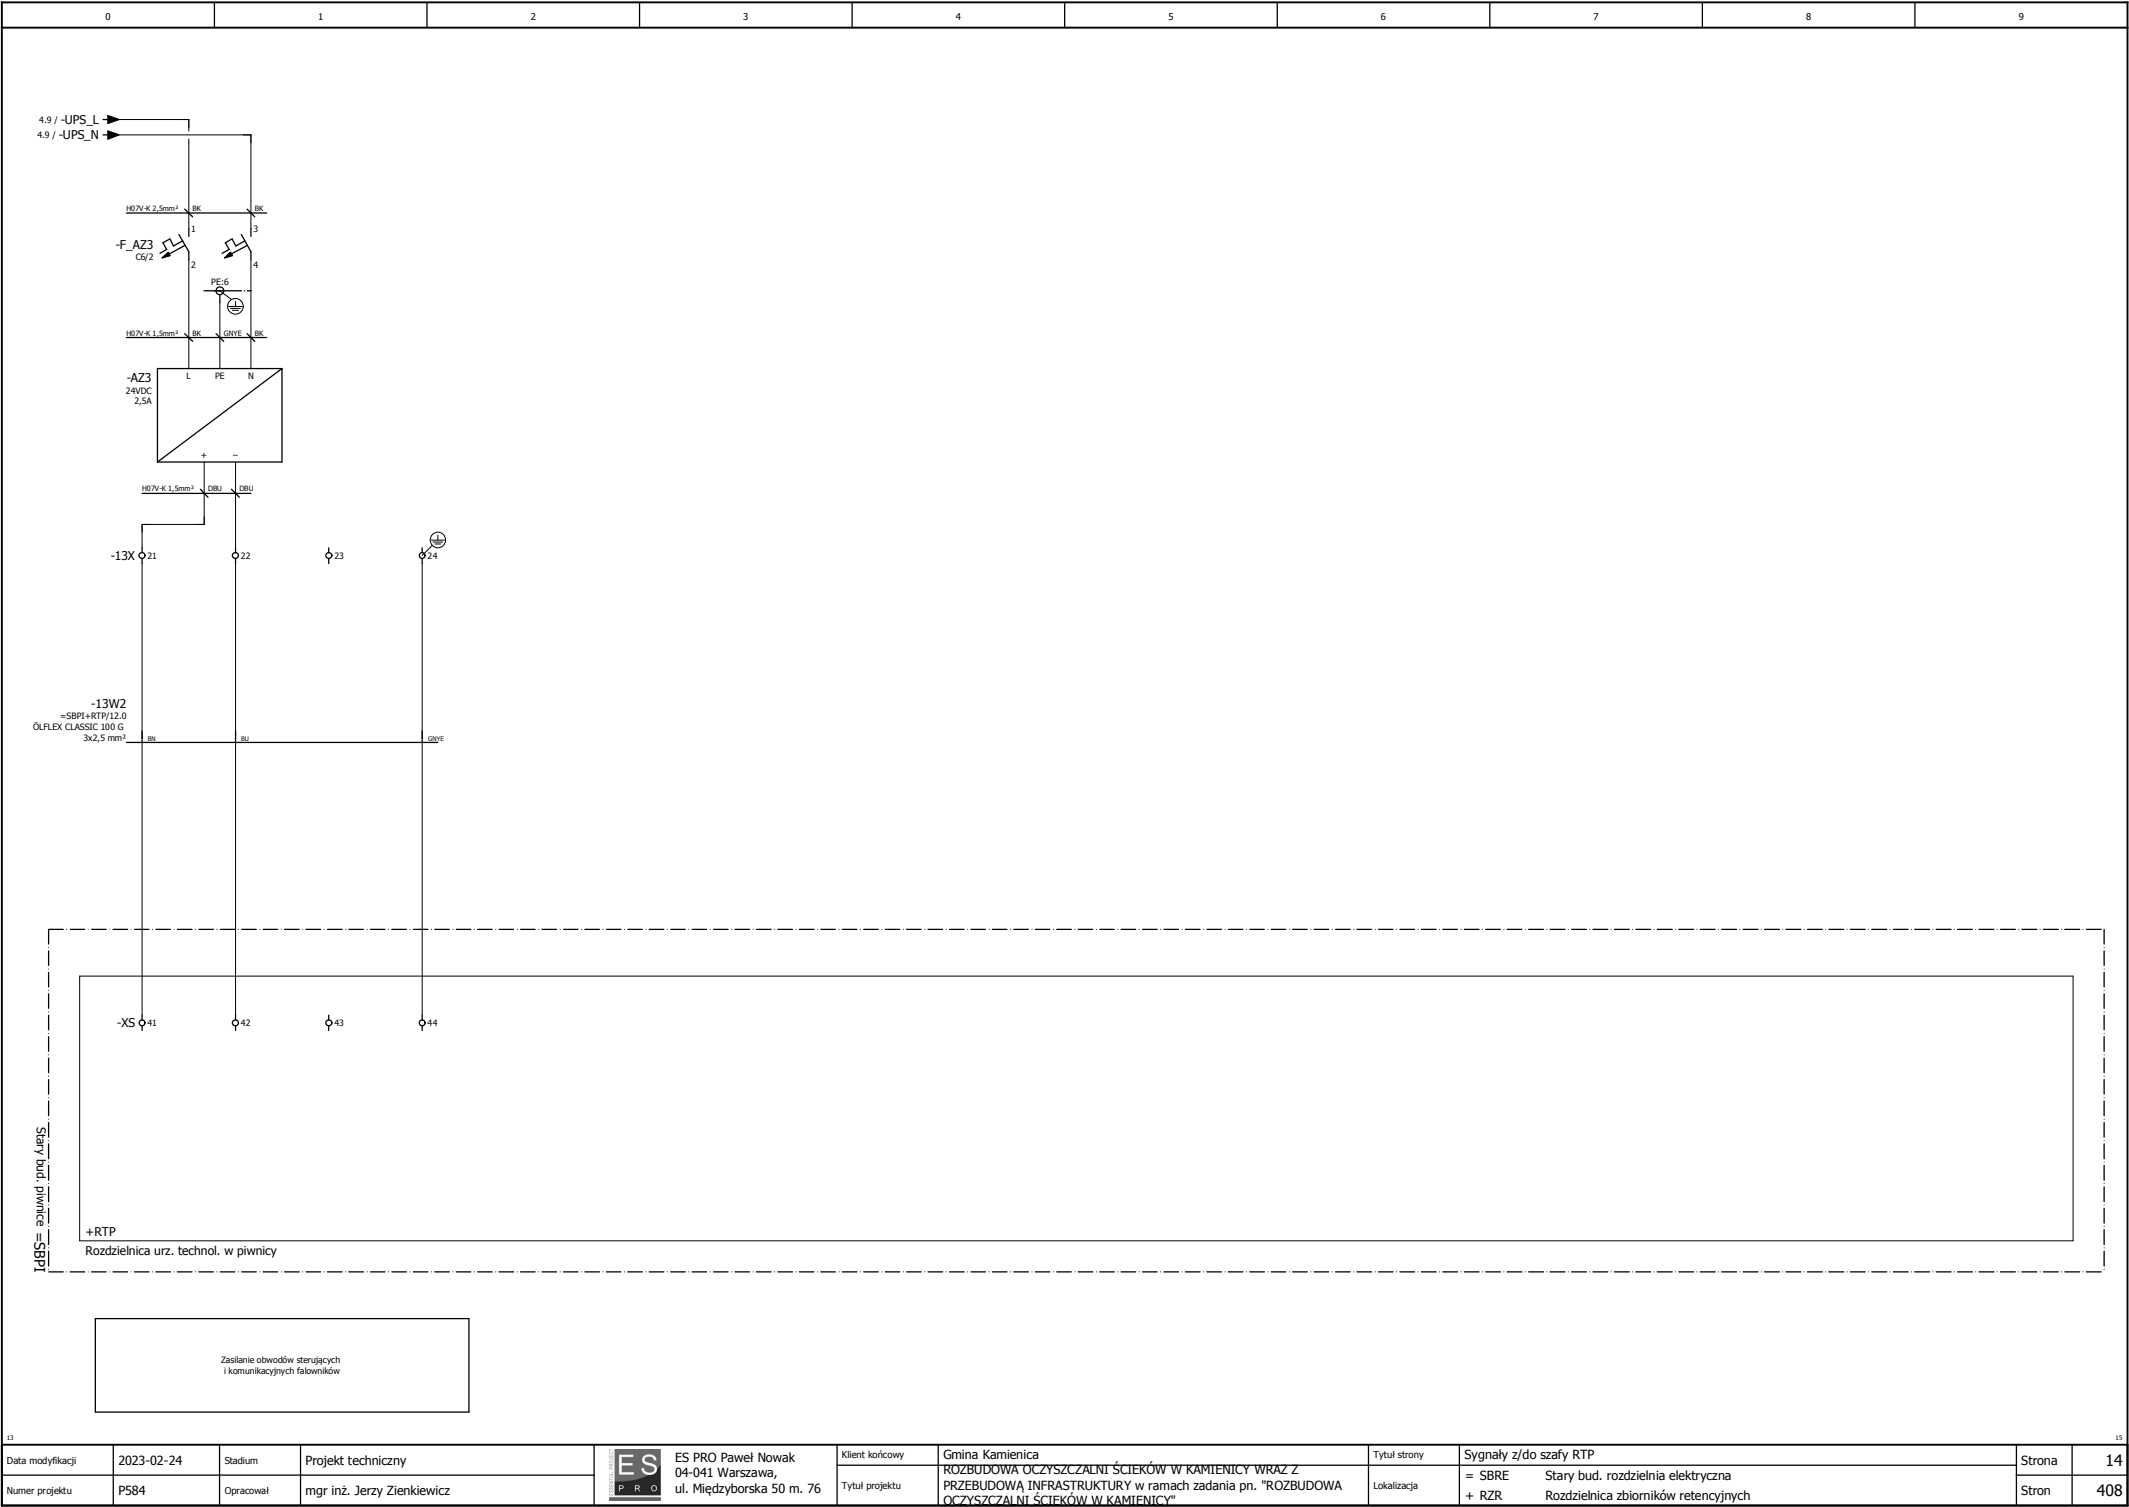 0 1 2 3 4 5 6 7 8 9
4.9 / -UPS_L
4.9 / -UPS_N
H07V-K 2,5mm² BK BK
1 3
-F_AZ3
C6/2
2 4
PE:6
H07V-K 1,5mm² BK GNYE BK
-AZ3
24VDC
2,5A
L PE N
+ −
H07V-K 1,5mm² DBU DBU
-13X 21 22 23 24
-13W2
=SBPI+RTP/12.0
ÖLFLEX CLASSIC 100 G
3x2,5 mm²
BN BU GNYE
-XS 41 42 43 44
Stary bud. piwnice =SBPI
+RTP
Rozdzielnica urz. technol. w piwnicy
Zasilanie obwodów sterujących
i komunikacyjnych falowników
13 15
Data modyfikacji 2023-02-24 Stadium Projekt techniczny
Numer projektu P584 Opracował mgr inż. Jerzy Zienkiewicz
ES
PRO
ES PRO Paweł Nowak
04-041 Warszawa,
ul. Międzyborska 50 m. 76
Klient końcowy Gmina Kamienica
Tytuł projektu
ROZBUDOWA OCZYSZCZALNI ŚCIEKÓW W KAMIENICY WRAZ Z
PRZEBUDOWĄ INFRASTRUKTURY w ramach zadania pn. "ROZBUDOWA
OCZYSZCZALNI ŚCIEKÓW W KAMIENICY"
Tytuł strony Sygnały z/do szafy RTP
Lokalizacja
= SBRE Stary bud. rozdzielnia elektryczna
+ RZR Rozdzielnica zbiorników retencyjnych
Strona 14
Stron 408